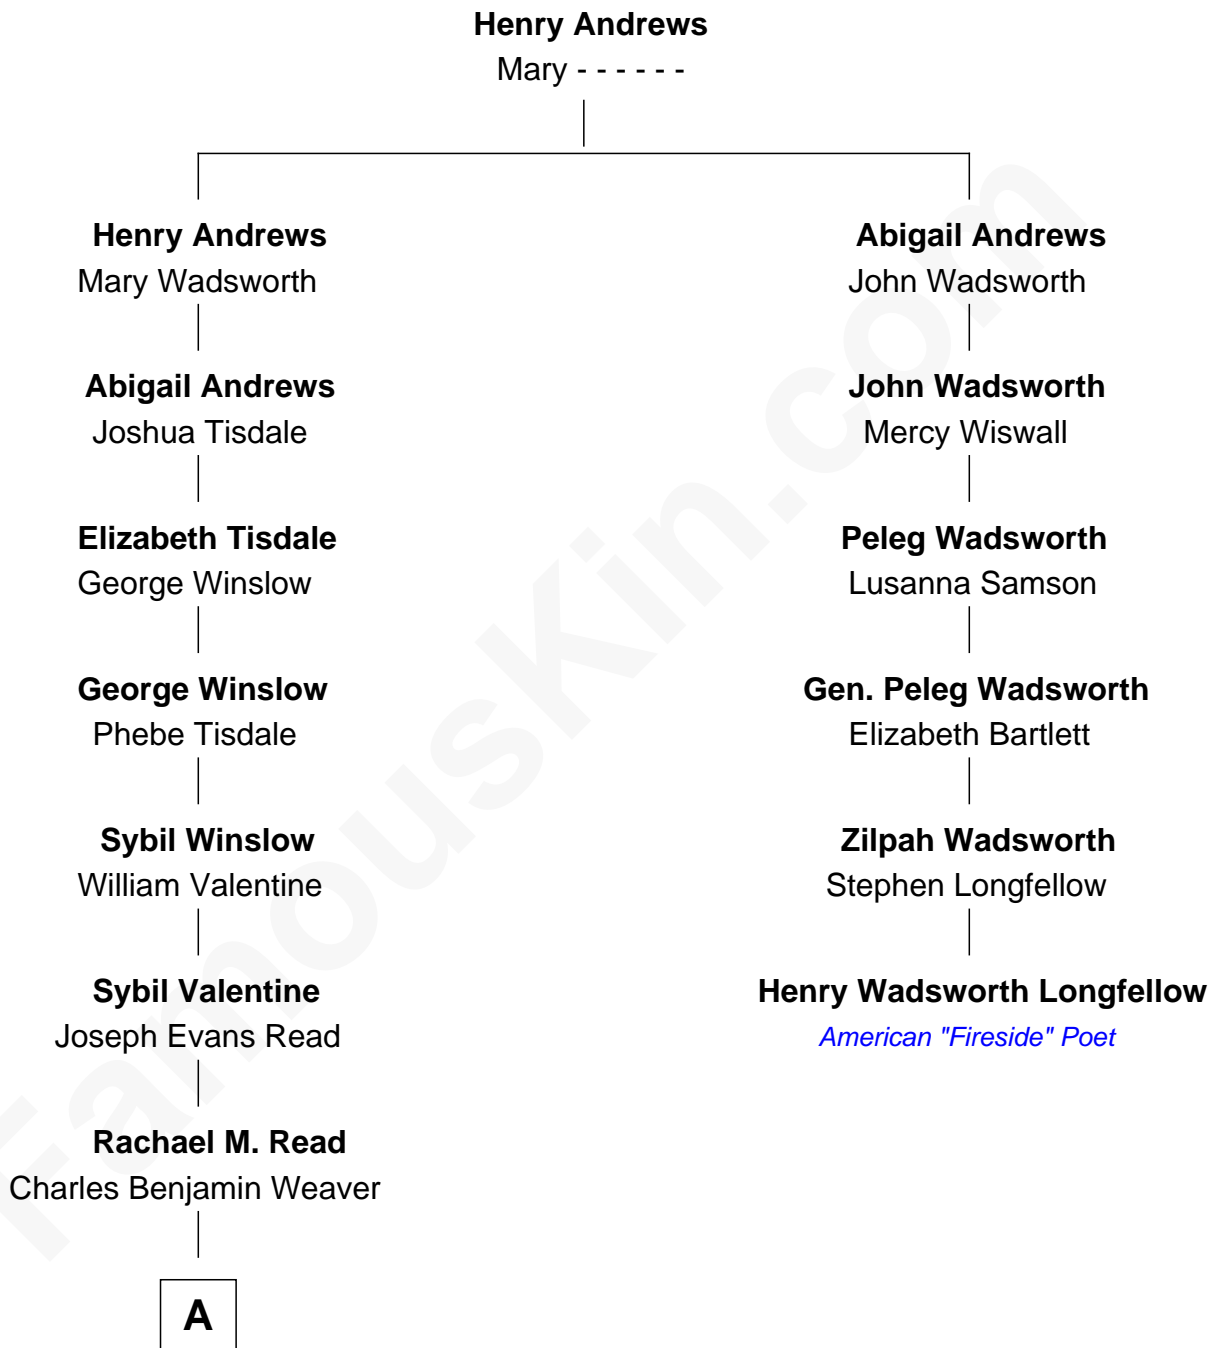 Henry Andrews
Mary - - - - - -
Henry Andrews
Mary Wadsworth
Abigail Andrews
John Wadsworth
Abigail Andrews
Joshua Tisdale
John Wadsworth
Mercy Wiswall
Elizabeth Tisdale
George Winslow
Peleg Wadsworth
Lusanna Samson
George Winslow
Phebe Tisdale
Gen. Peleg Wadsworth
Elizabeth Bartlett
Sybil Winslow
William Valentine
Zilpah Wadsworth
Stephen Longfellow
Sybil Valentine
Joseph Evans Read
Henry Wadsworth Longfellow
American "Fireside" Poet
Rachael M. Read
Charles Benjamin Weaver
A
FamousKin.com